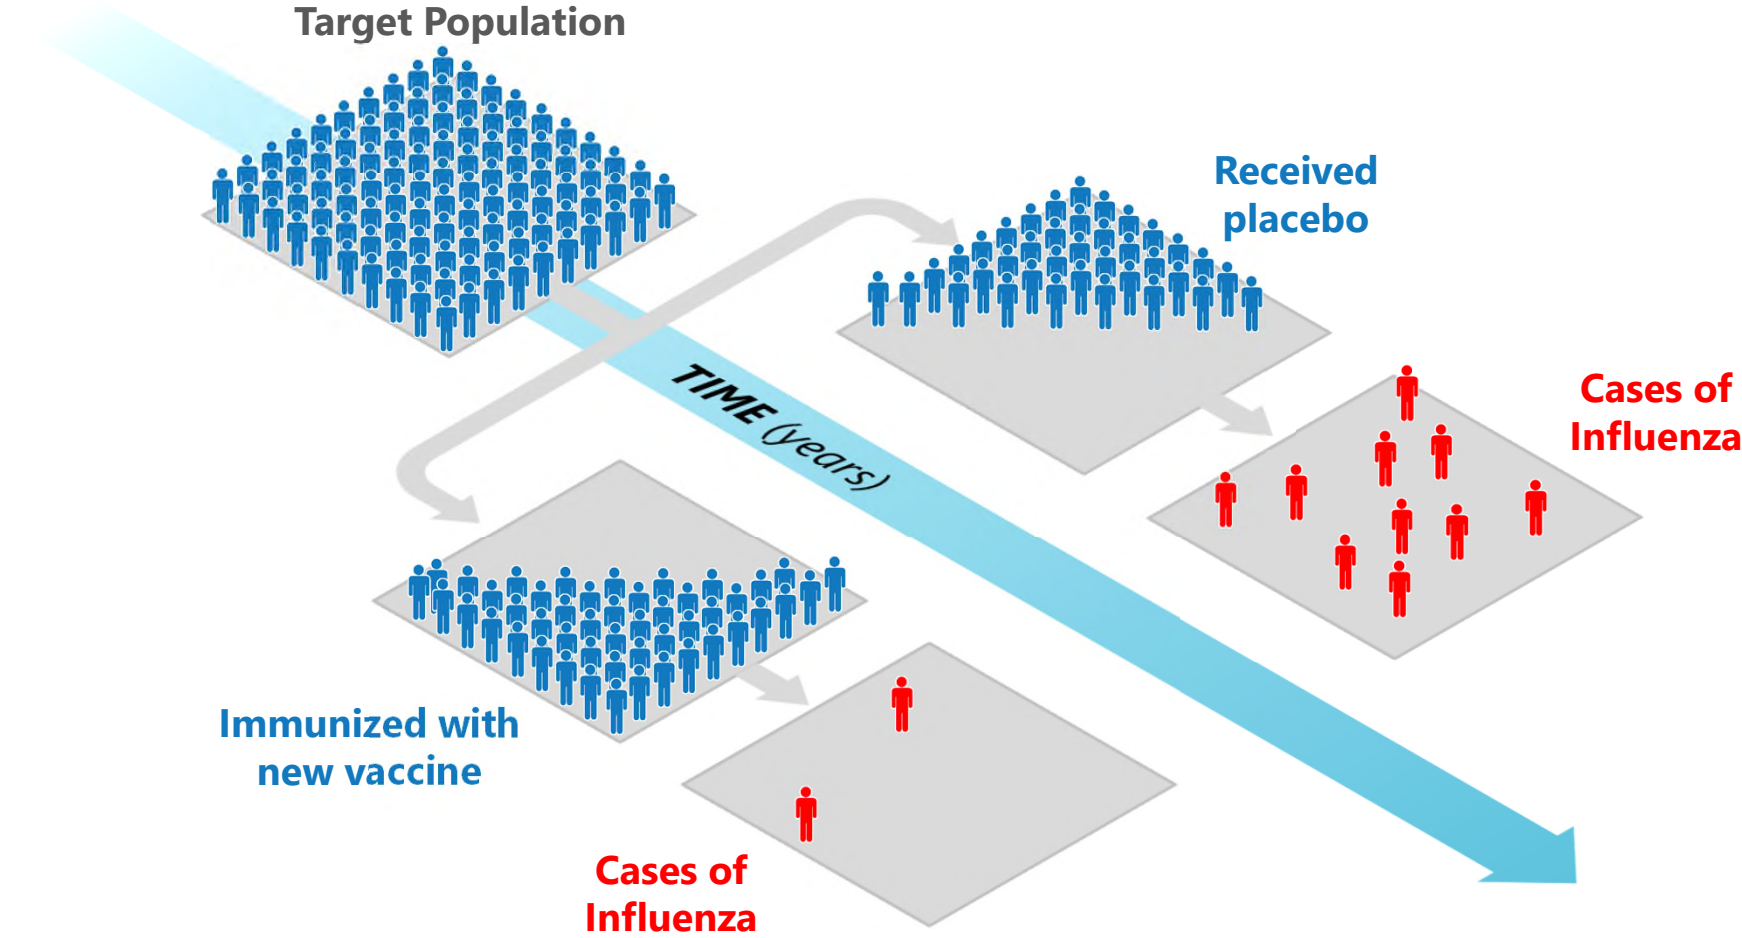 Target Population
Received
placebo
TIME (years)
Cases of
Influenza
Immunized with
new vaccine
Cases of
Influenza